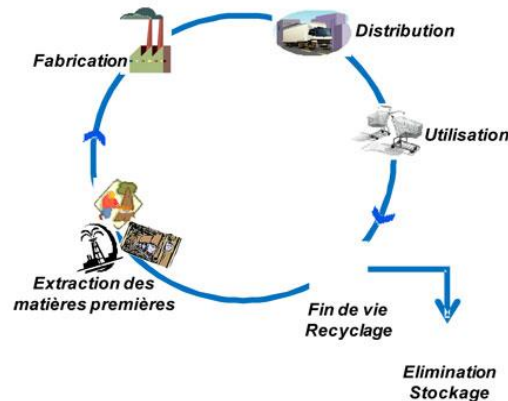 Fabrication
Distribution
Utilisation
Extraction des
matières premières
Fin de vie
Recyclage
Elimination
Stockage